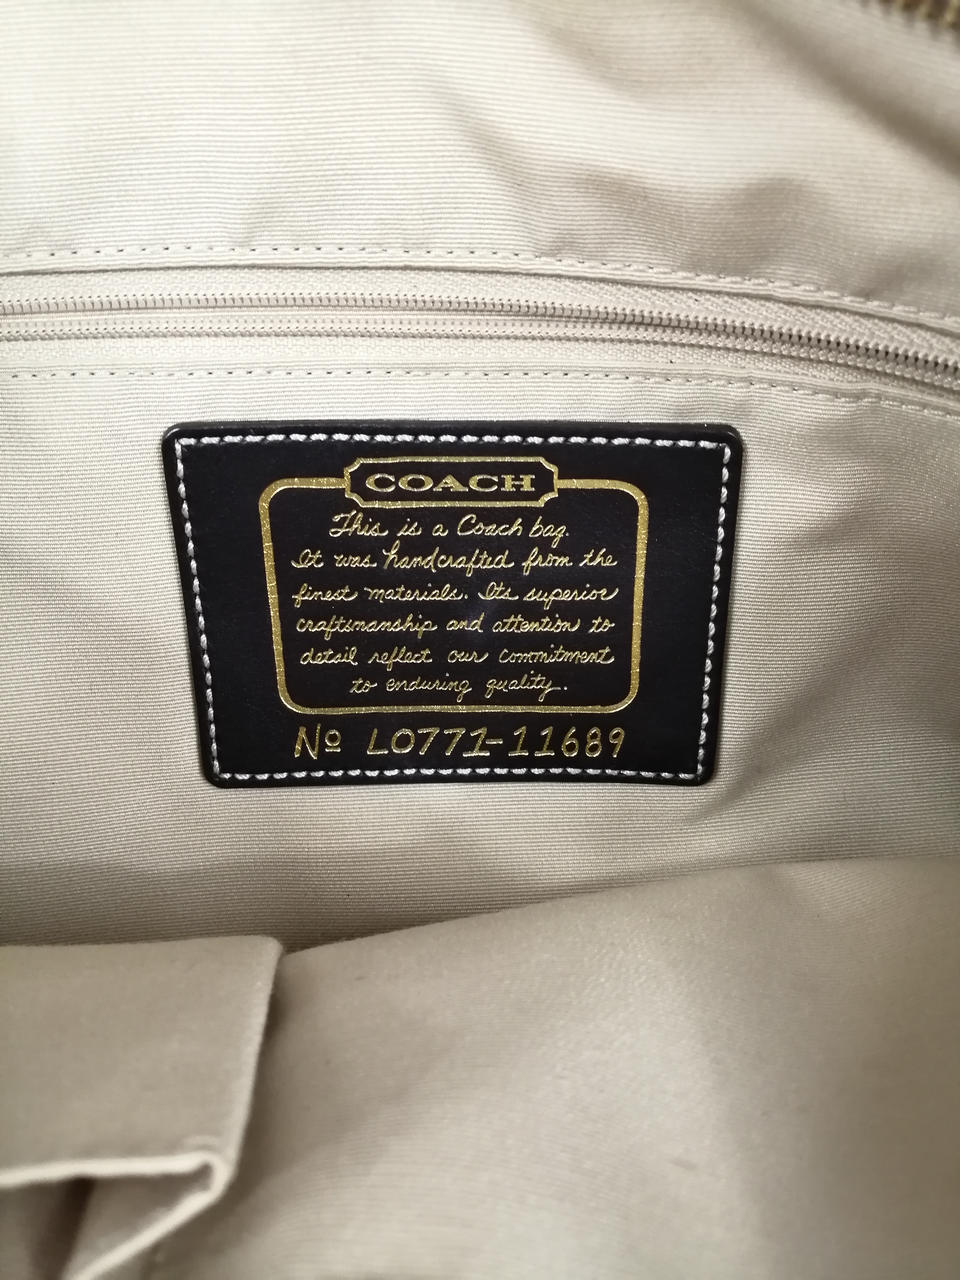 COACH
This is a Coach bag.
It was handcrafted from the
finest materials. Its superior
craftsmanship and attention to
detail reflect our commitment
to enduring quality.
Nº L0771-11689